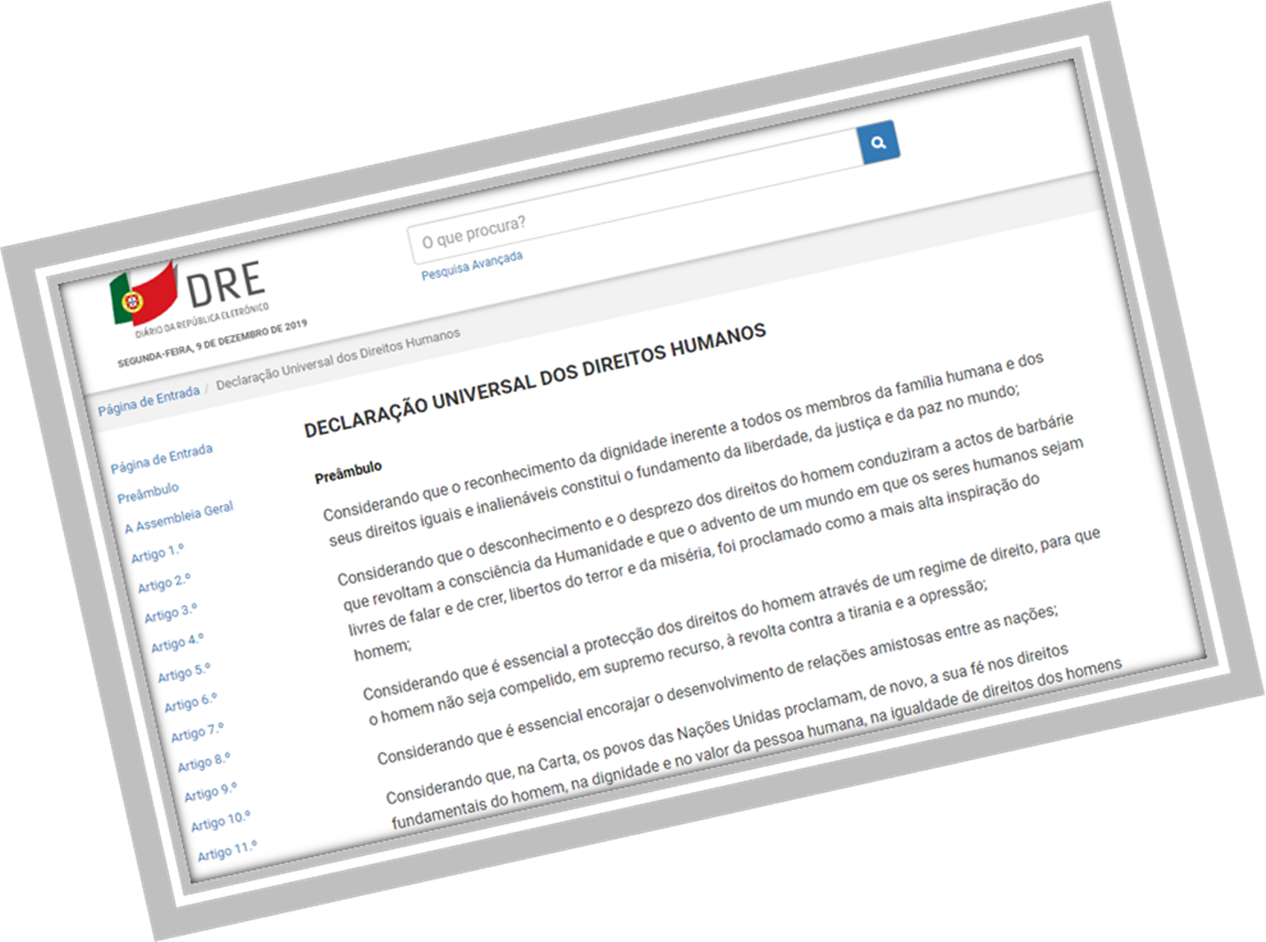 O que procura?
Pesquisa Avançada
DRE
DIÁRIO DA REPÚBLICA ELETRÓNICO
SEGUNDA-FEIRA, 9 DE DEZEMBRO DE 2019
Página de Entrada / Declaração Universal dos Direitos Humanos
Página de Entrada
Preâmbulo
A Assembleia Geral
Artigo 1.º
Artigo 2.º
Artigo 3.º
Artigo 4.º
Artigo 5.º
Artigo 6.º
Artigo 7.º
Artigo 8.º
Artigo 9.º
Artigo 10.º
Artigo 11.º
DECLARAÇÃO UNIVERSAL DOS DIREITOS HUMANOS
Preâmbulo
Considerando que o reconhecimento da dignidade inerente a todos os membros da família humana e dos
seus direitos iguais e inalienáveis constitui o fundamento da liberdade, da justiça e da paz no mundo;
Considerando que o desconhecimento e o desprezo dos direitos do homem conduziram a actos de barbárie
que revoltam a consciência da Humanidade e que o advento de um mundo em que os seres humanos sejam
livres de falar e de crer, libertos do terror e da miséria, foi proclamado como a mais alta inspiração do
homem;
Considerando que é essencial a protecção dos direitos do homem através de um regime de direito, para que
o homem não seja compelido, em supremo recurso, à revolta contra a tirania e a opressão;
Considerando que é essencial encorajar o desenvolvimento de relações amistosas entre as nações;
Considerando que, na Carta, os povos das Nações Unidas proclamam, de novo, a sua fé nos direitos
fundamentais do homem, na dignidade e no valor da pessoa humana, na igualdade de direitos dos homens